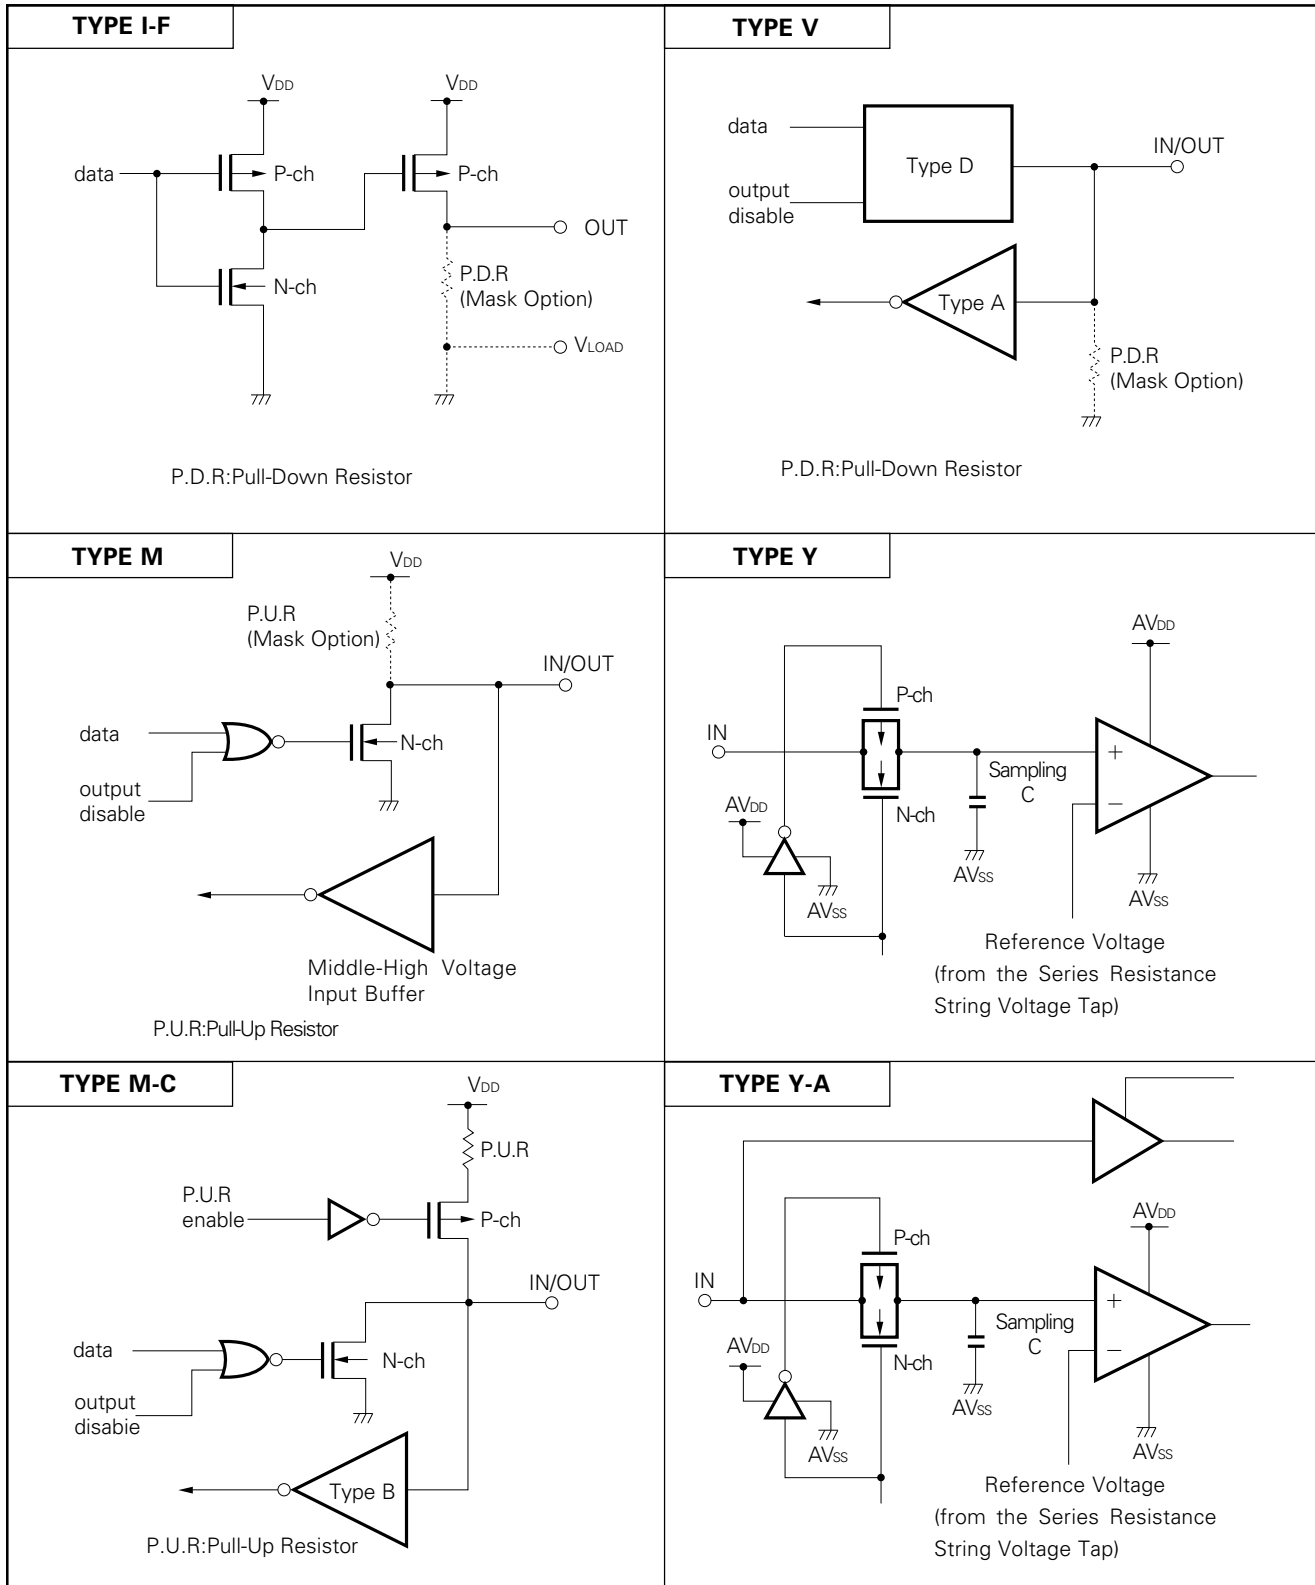 TYPE I-F
VDD
VDD
data
P-ch
P-ch
OUT
N-ch
P.D.R
(Mask Option)
VLOAD
P.D.R:Pull-Down Resistor
TYPE V
data
Type D
IN/OUT
output
disable
Type A
P.D.R
(Mask Option)
P.D.R:Pull-Down Resistor
TYPE M
VDD
P.U.R
(Mask Option)
IN/OUT
data
N-ch
output
disable
Middle-High Voltage
Input Buffer
P.U.R:Pull-Up Resistor
TYPE Y
AVDD
P-ch
IN
+
Sampling
C
−
AVDD
N-ch
AVSS
AVSS
AVSS
Reference Voltage
(from the Series Resistance
String Voltage Tap)
TYPE M-C
VDD
P.U.R
P.U.R
enable
P-ch
IN/OUT
data
N-ch
output
disabie
Type B
P.U.R:Pull-Up Resistor
TYPE Y-A
AVDD
P-ch
IN
+
Sampling
C
−
AVDD
N-ch
AVSS
AVSS
AVSS
Reference Voltage
(from the Series Resistance
String Voltage Tap)